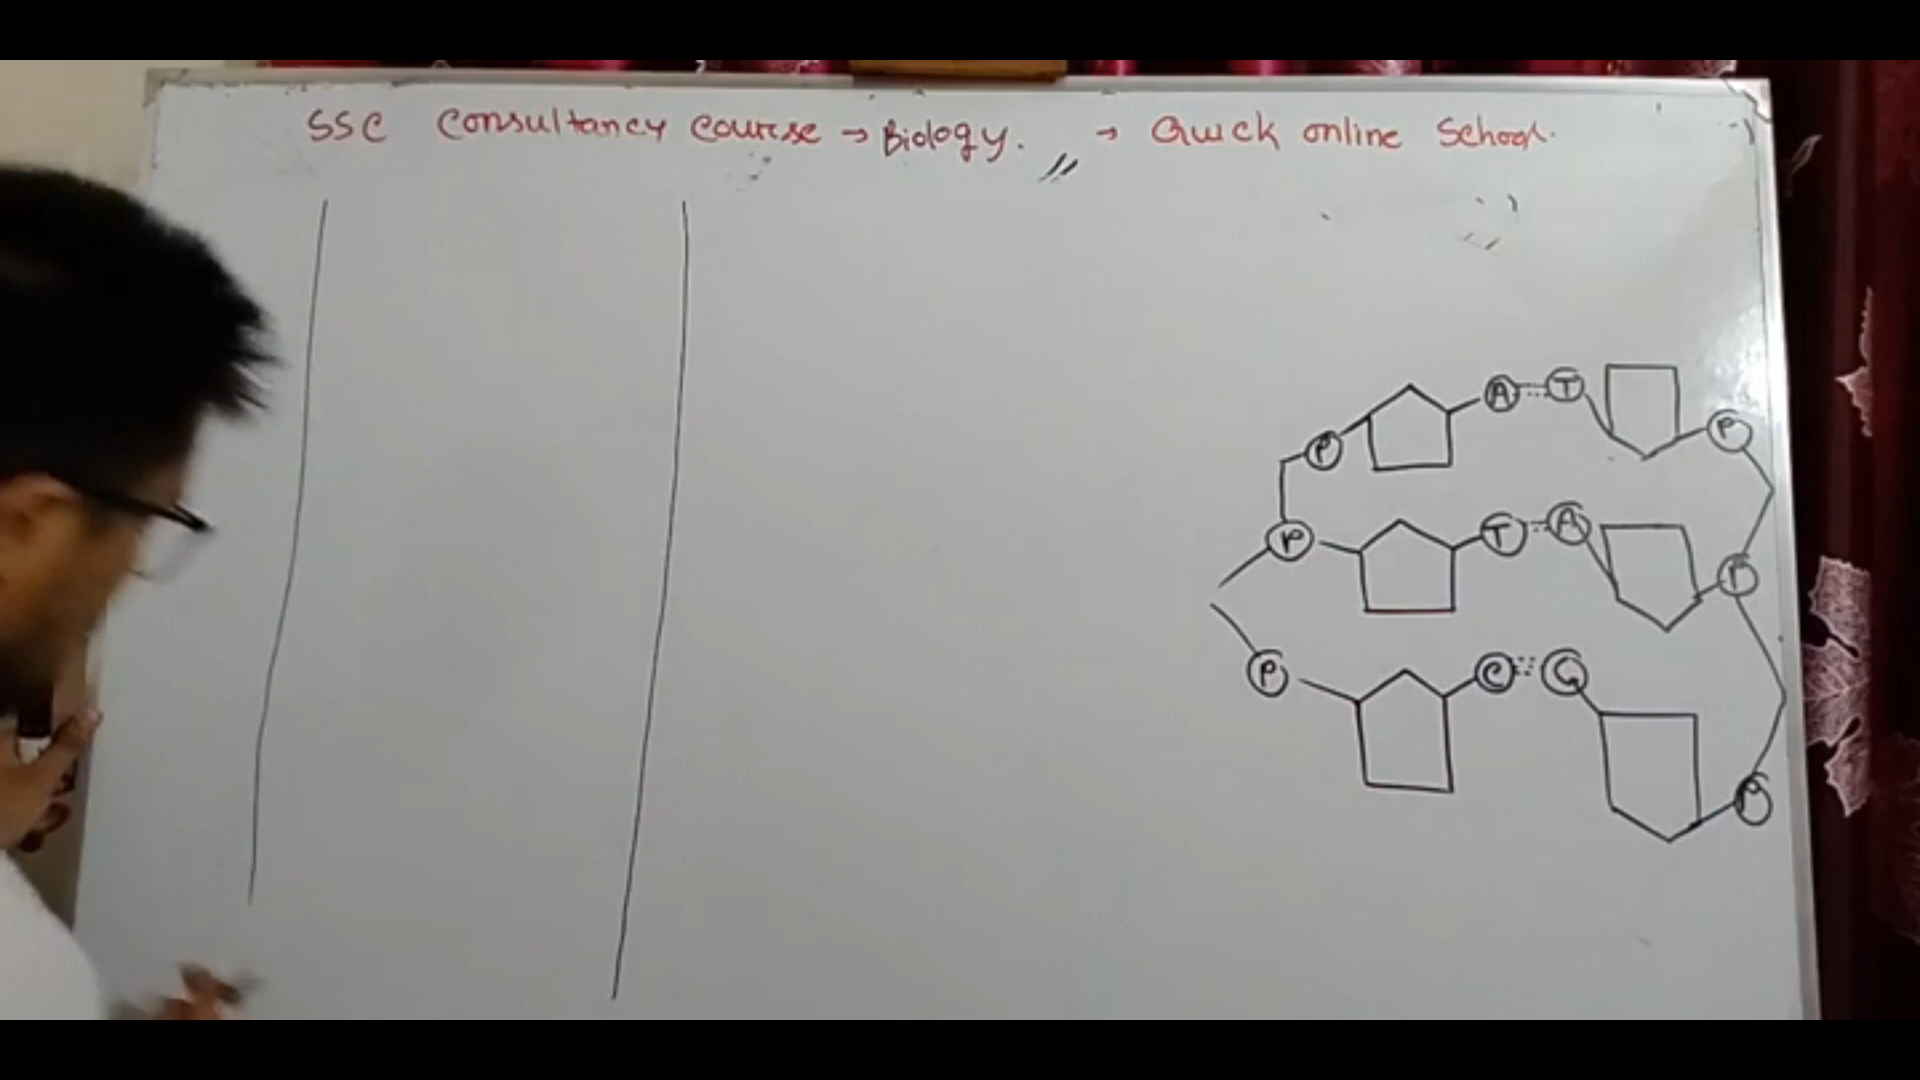 SSC Consultancy Course → Biology. → Quick online School.
A T
P P
P T A P
P C G
P